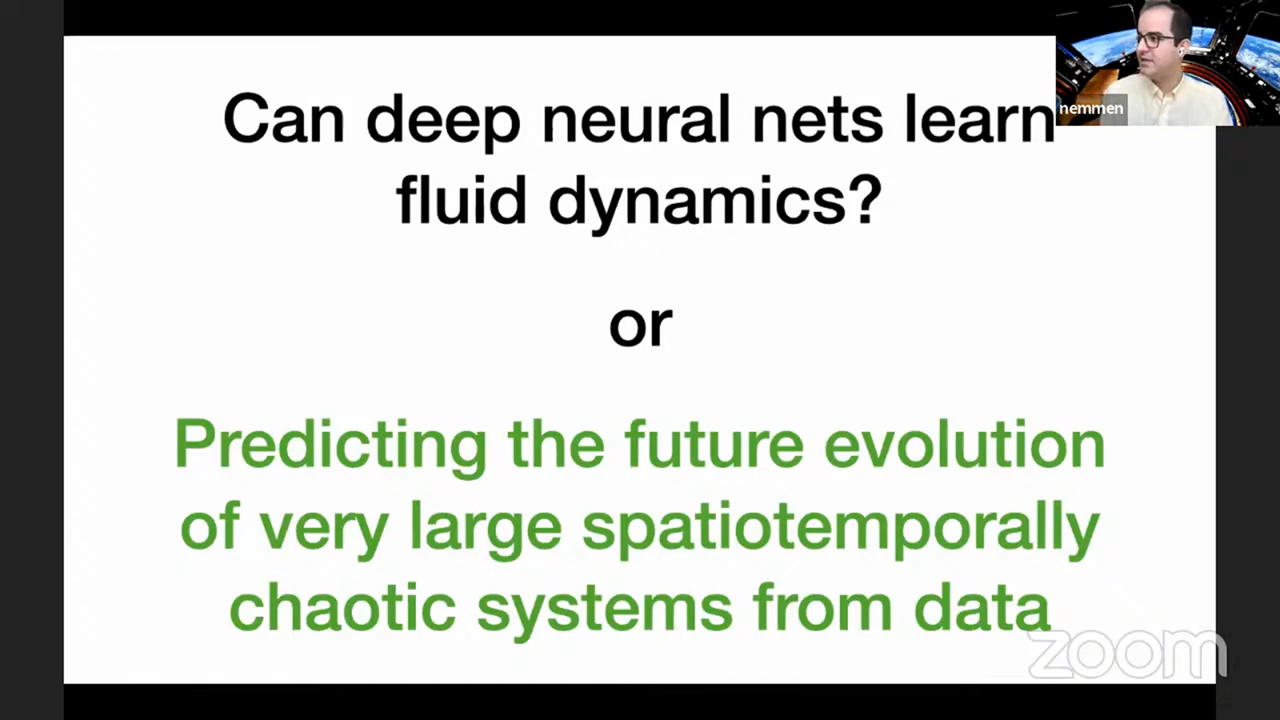 Can deep neural nets learn
fluid dynamics?
or
Predicting the future evolution
of very large spatiotemporally
chaotic systems from data
nemmen
zoom